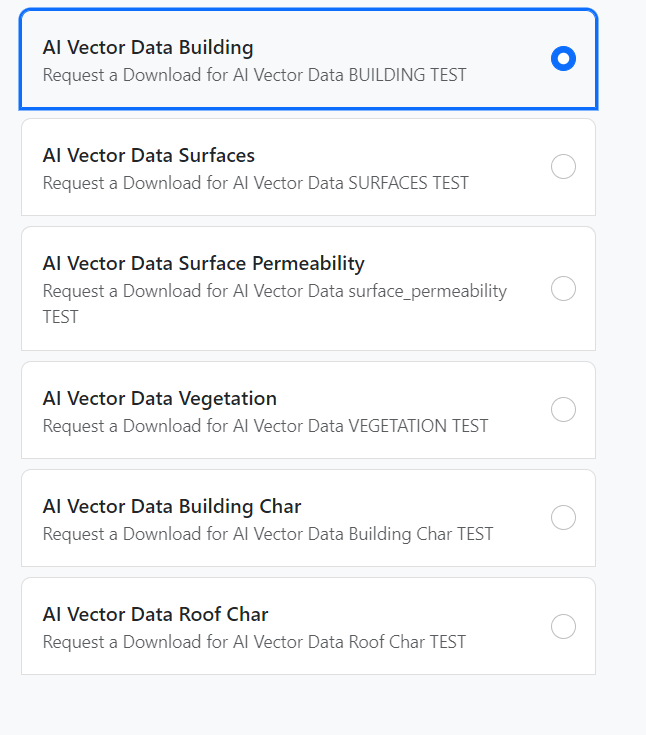 AI Vector Data Building
Request a Download for AI Vector Data BUILDING TEST
AI Vector Data Surfaces
Request a Download for AI Vector Data SURFACES TEST
AI Vector Data Surface Permeability
Request a Download for AI Vector Data surface_permeability
TEST
AI Vector Data Vegetation
Request a Download for AI Vector Data VEGETATION TEST
AI Vector Data Building Char
Request a Download for AI Vector Data Building Char TEST
AI Vector Data Roof Char
Request a Download for AI Vector Data Roof Char TEST